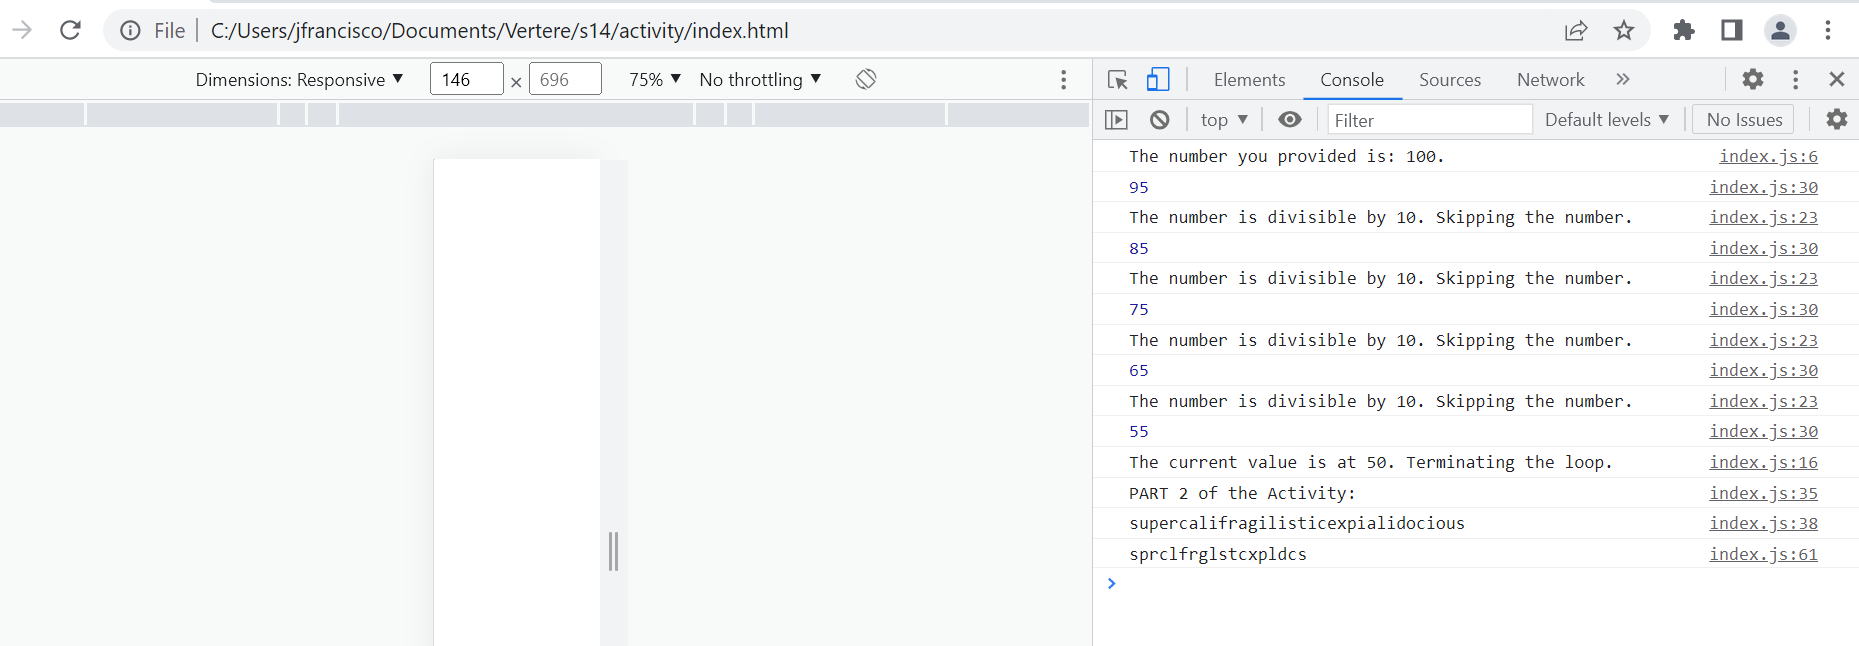 File C:/Users/jfrancisco/Documents/Vertere/s14/activity/index.html
Dimensions: Responsive ▼ 146 × 696 75% ▼ No throttling ▼
Elements Console Sources Network »
top ▼ Filter Default levels ▼ No Issues
The number you provided is: 100. index.js:6
95 index.js:30
The number is divisible by 10. Skipping the number. index.js:23
85 index.js:30
The number is divisible by 10. Skipping the number. index.js:23
75 index.js:30
The number is divisible by 10. Skipping the number. index.js:23
65 index.js:30
The number is divisible by 10. Skipping the number. index.js:23
55 index.js:30
The current value is at 50. Terminating the loop. index.js:16
PART 2 of the Activity: index.js:35
supercalifragilisticexpialidocious index.js:38
sprclfrglstcxpldcs index.js:61